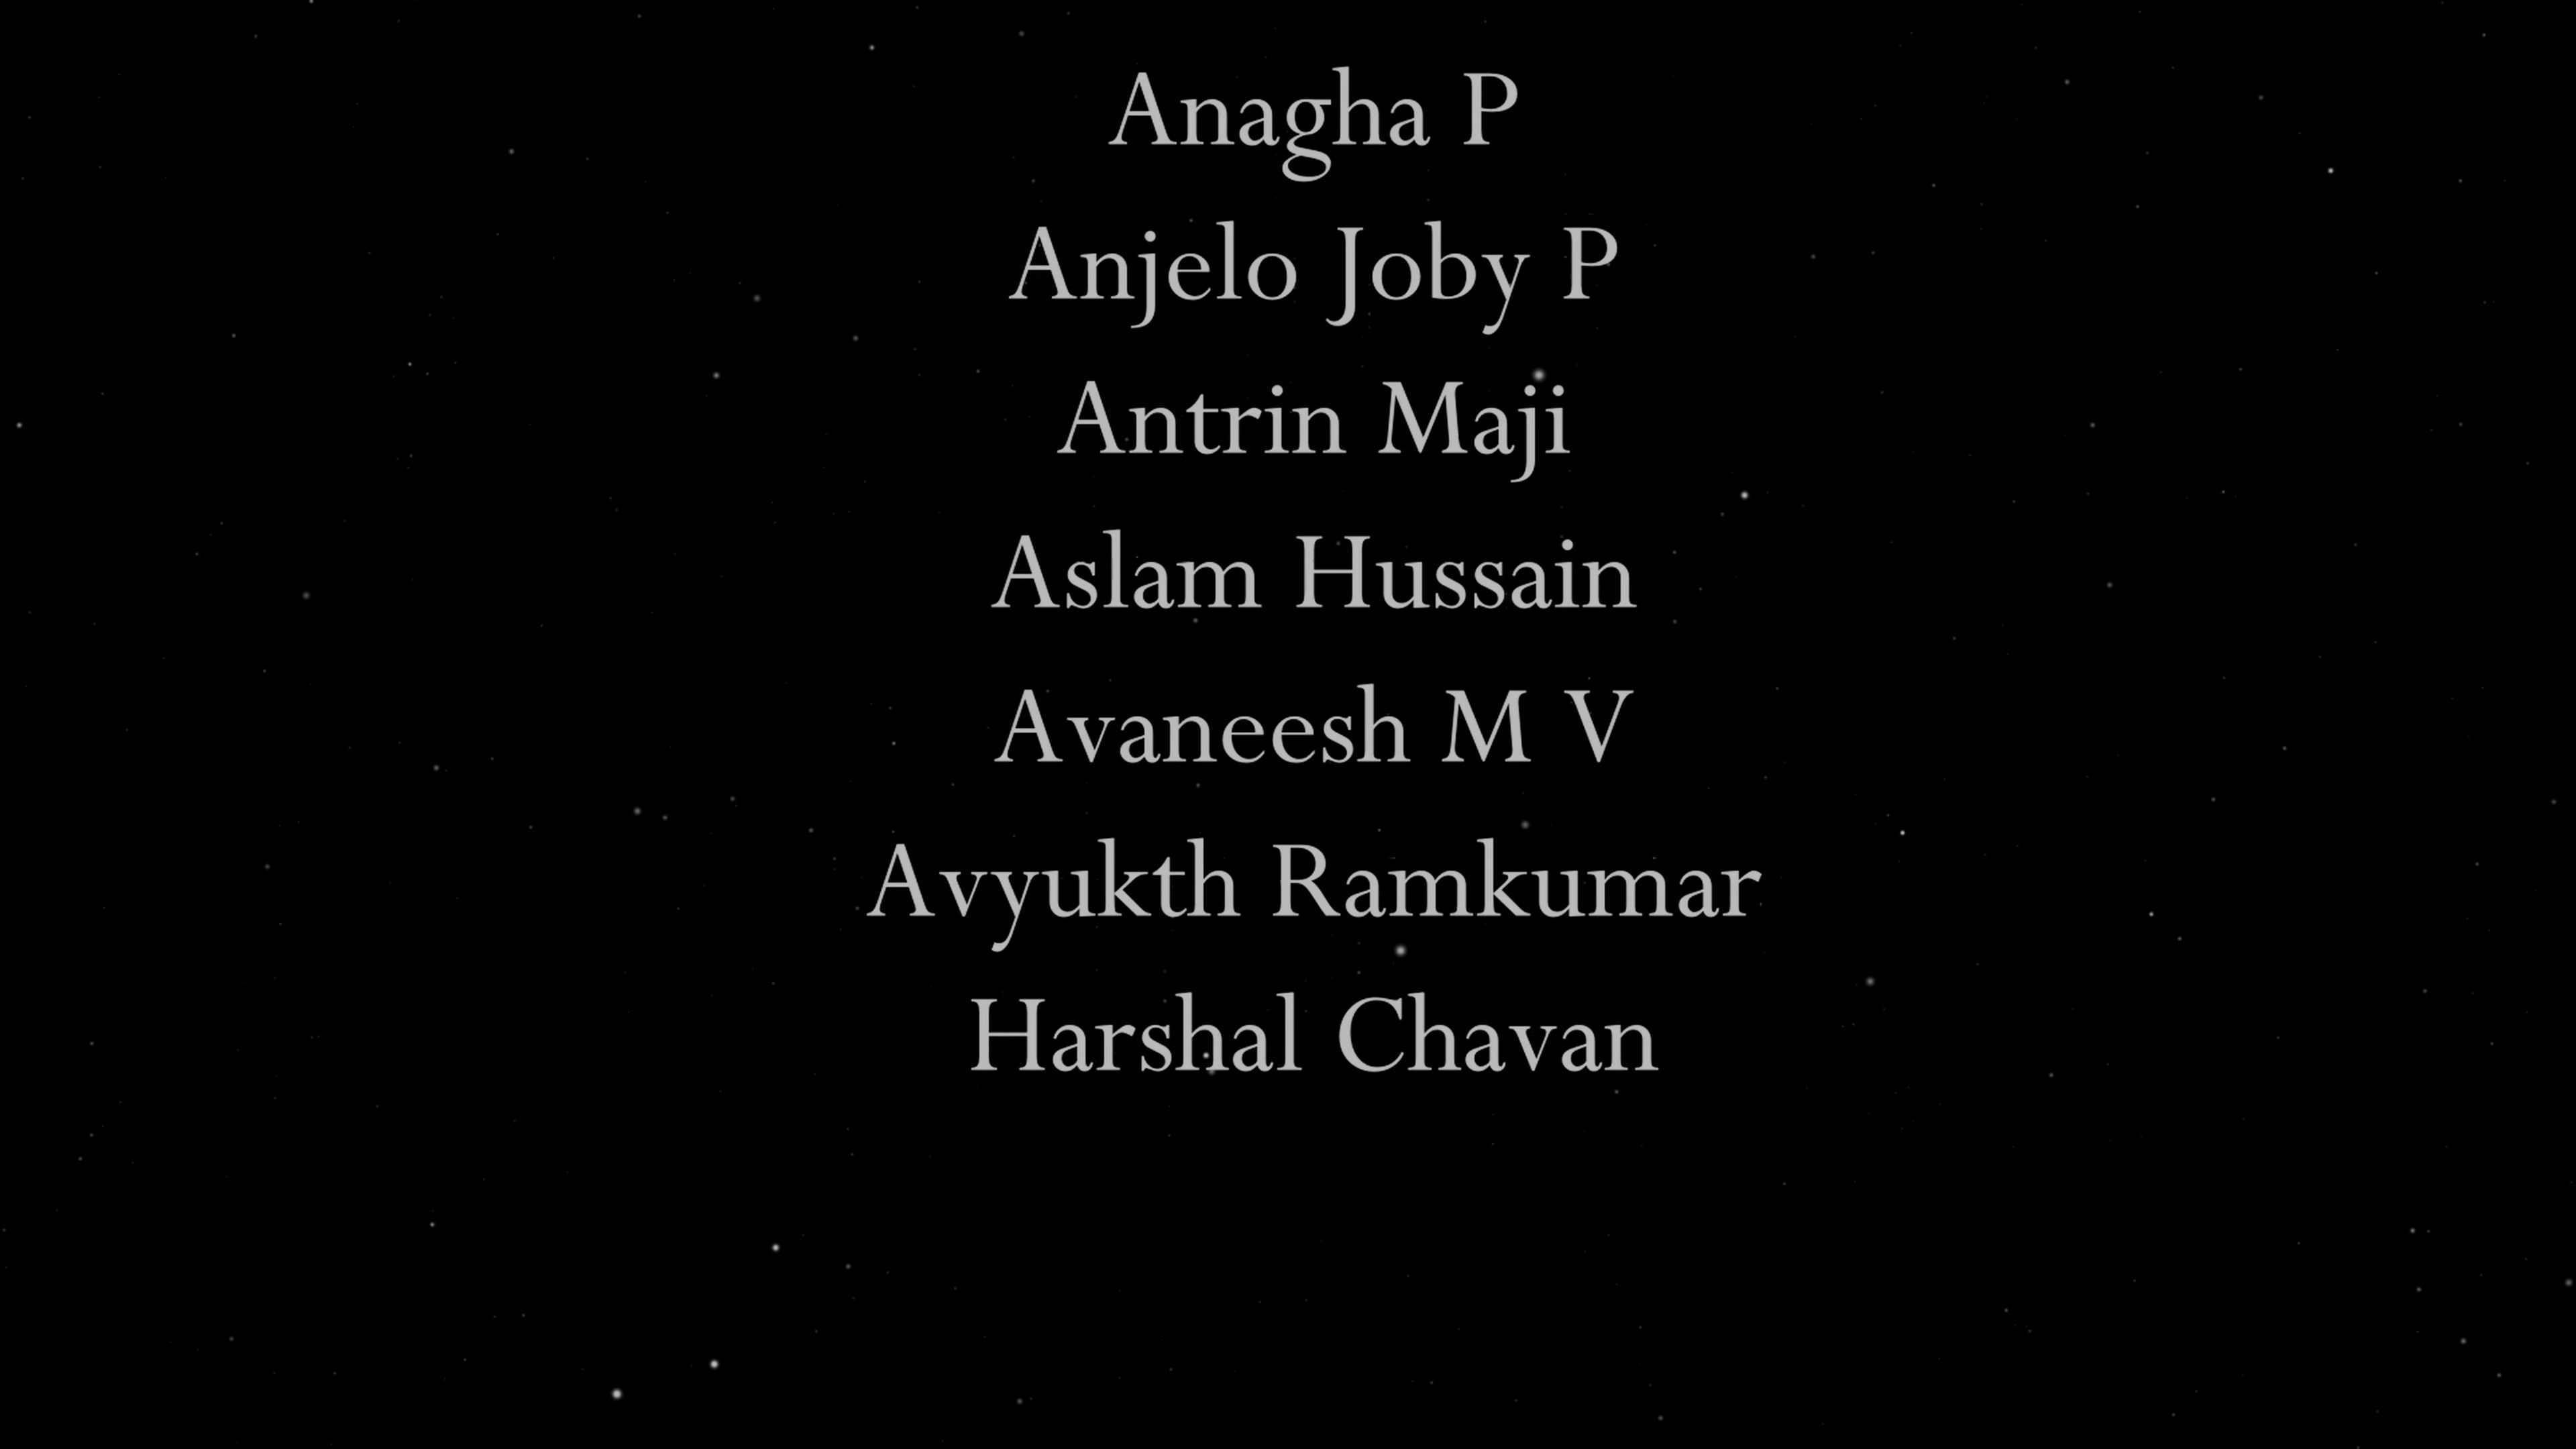 Anagha P
Anjelo Joby P
Antrin Maji
Aslam Hussain
Avaneesh M V
Avyukth Ramkumar
Harshal Chavan